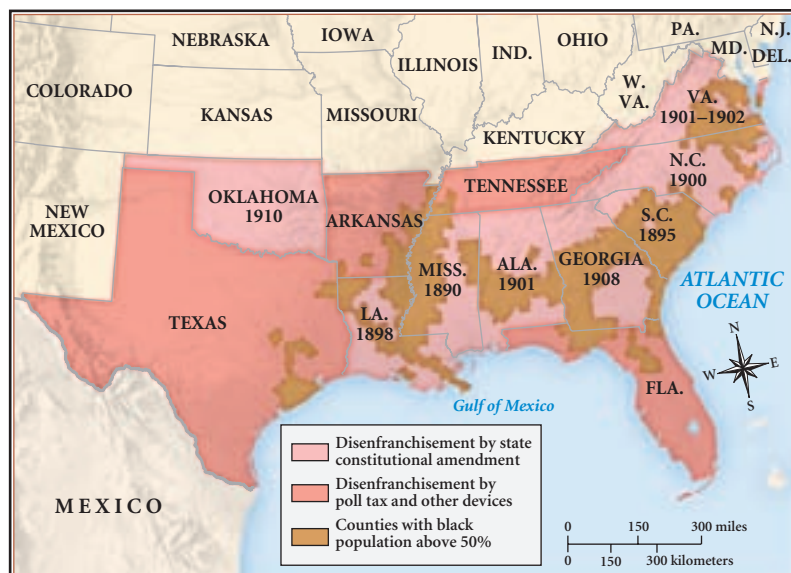 NEBRASKA
IOWA
PA.
N.J.
OHIO
IND.
ILLINOIS
MD.
DEL.
COLORADO
W.
VA.
VA.
1901–1902
KANSAS
MISSOURI
KENTUCKY
N.C.
1900
TENNESSEE
OKLAHOMA
1910
ARKANSAS
NEW
MEXICO
S.C.
1895
MISS.
1890
ALA.
1901
GEORGIA
1908
ATLANTIC
OCEAN
LA.
1898
TEXAS
N
W
E
S
FLA.
Gulf of Mexico
MEXICO
Disenfranchisement by state
constitutional amendment
Disenfranchisement by
poll tax and other devices
Counties with black
population above 50%
0 150 300 miles
0 150 300 kilometers